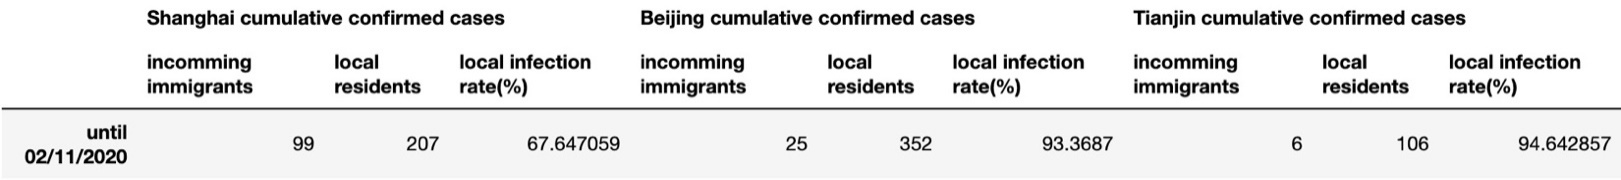 Shanghai cumulative confirmed cases Beijing cumulative confirmed cases Tianjin cumulative confirmed cases
incomming local local infection incomming local local infection incomming local local infection
immigrants residents rate(%) immigrants residents rate(%) immigrants residents rate(%)
until
02/11/2020 99 207 67.647059 25 352 93.3687 6 106 94.642857